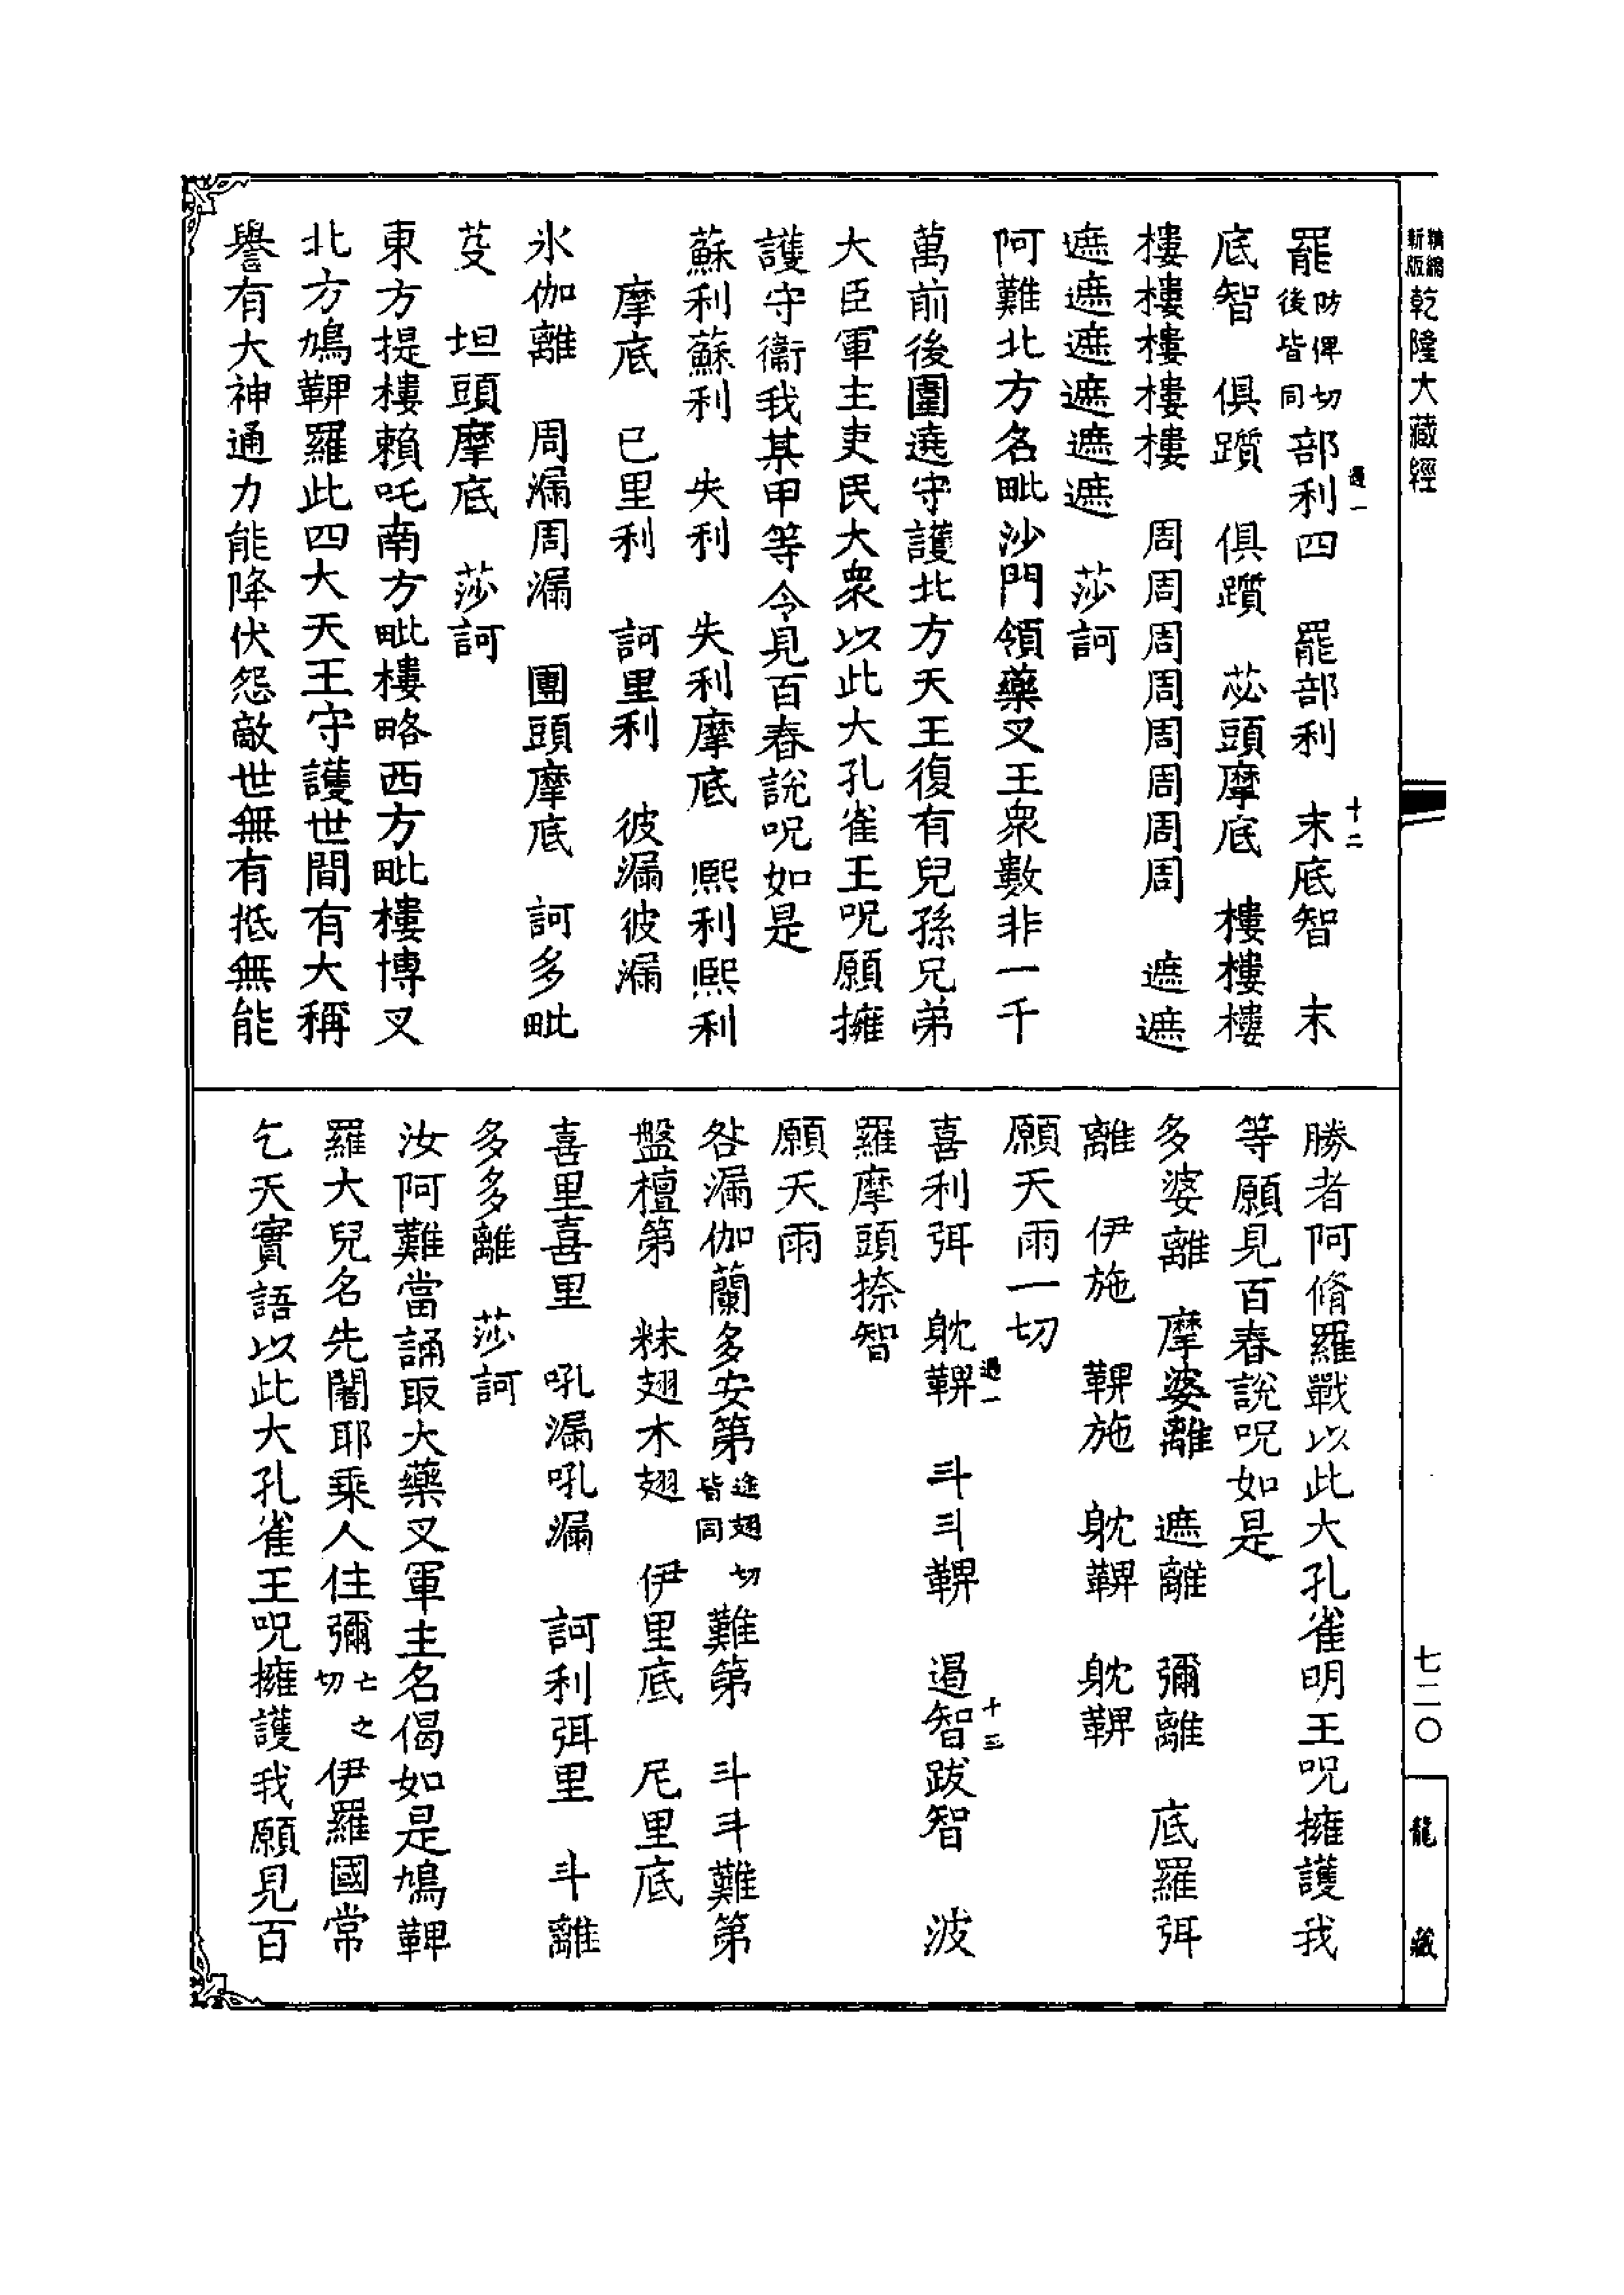 新版精編乾隆大藏經
罷防俾切後皆同部利四　罷部利　末底智　末
底智　俱躓　俱躓　苾頭摩底　樓樓樓
樓樓樓樓樓　周周周周周周周周　遮遮
遮遮遮遮遮遮　莎訶
阿難北方名毗沙門領藥叉王眾數非一千
萬前後圍遶守護北方天王復有兒孫兄弟
大臣軍主吏民大眾以此大孔雀王呪願擁
護守衞我某甲等令見百春說呪如是
蘇利蘇利　失利　失利摩底　熙利熙利
摩底　已里利　訶里利　彼漏彼漏
氷伽離　周漏周漏　團頭摩底　訶多毗
芟　坦頭摩底　莎訶
東方提樓賴吒南方毗樓略西方毗樓博叉
北方鳩鞞羅此四大天王守護世間有大稱
譽有大神通力能降伏怨敵世無有抵無能
遏一
十二
勝者阿脩羅戰以此大孔雀明王呪擁護我
等願見百春說呪如是
多婆離　摩婆離　遮離　彌離　底羅弭
離　伊施　鞞施　躭鞞　躭鞞
願天雨一切
喜利弭　躭鞞　斗斗鞞　遏智跋智　波
羅摩頭捺智
願天雨
呇漏伽蘭多安第途翅切皆同難第　斗斗難第
盤檀第　粖翅木翅　伊里底　尼里底
喜里喜里　吼漏吼漏　訶利弭里　斗離
多多離　莎訶
汝阿難當誦取大藥叉軍主名偈如是鳩鞞
羅大兒名先闍耶乘人住彌亡之切伊羅國常
乞天實語以此大孔雀王呪擁護我願見百
遏一
十三
七二〇
龍藏